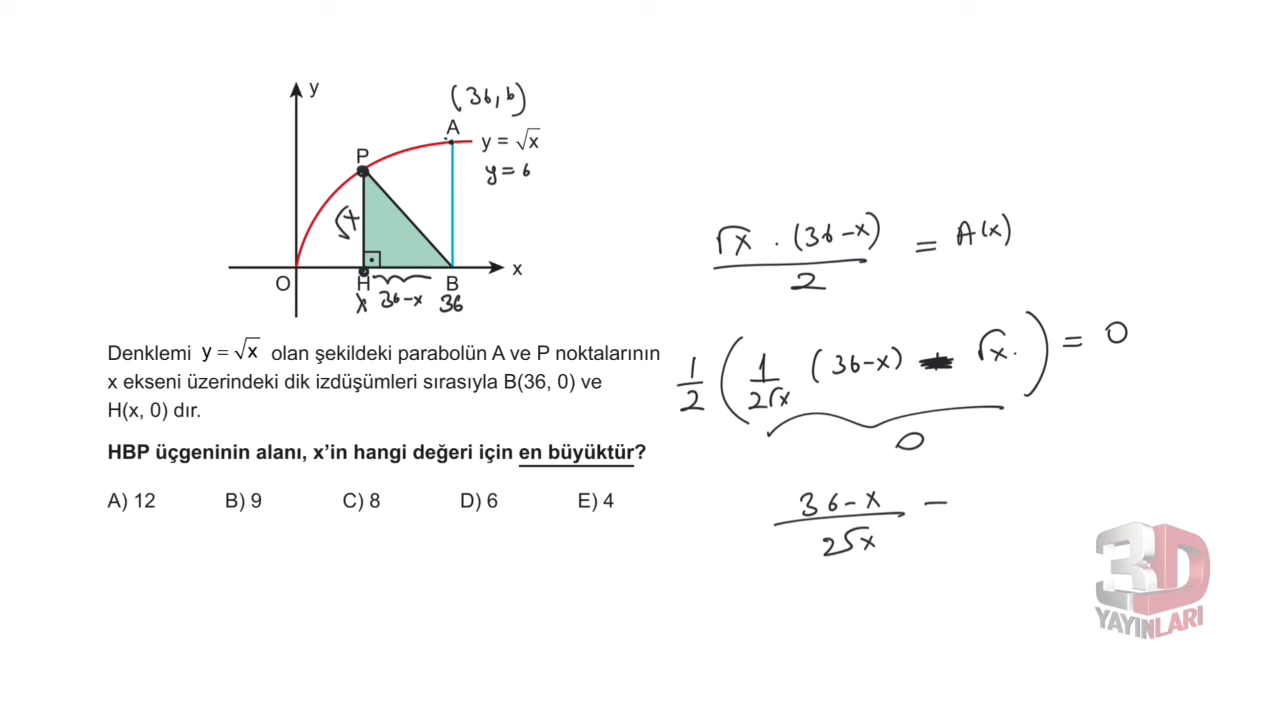 y
(36, 6)
A
y = √x
P
y = 6
√x
O
H
B
x
x
36-x
36
Denklemi y = √x olan şekildeki parabolün A ve P noktalarının
x ekseni üzerindeki dik izdüşümleri sırasıyla B(36, 0) ve
H(x, 0) dır.
HBP üçgeninin alanı, x'in hangi değeri için en büyüktür?
A) 12 B) 9 C) 8 D) 6 E) 4
√x . (36-x) / 2 = A(x)
1/2 ( 1/2√x (36-x) - √x. ) = 0
0
36-x / 2√x -
3D
YAYINLARI